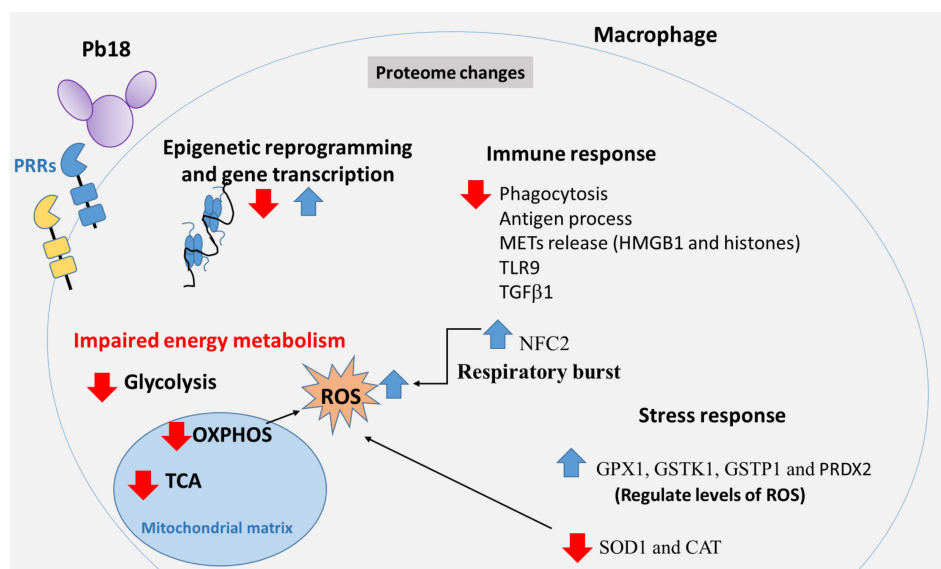 Macrophage
Pb18
Proteome changes
PRRs
Epigenetic reprogramming
and gene transcription
Immune response
Phagocytosis
Antigen process
METs release (HMGB1 and histones)
TLR9
TGFβ1
NFC2
Respiratory burst
Impaired energy metabolism
Glycolysis
ROS
OXPHOS
TCA
Mitochondrial matrix
Stress response
GPX1, GSTK1, GSTP1 and PRDX2
(Regulate levels of ROS)
SOD1 and CAT